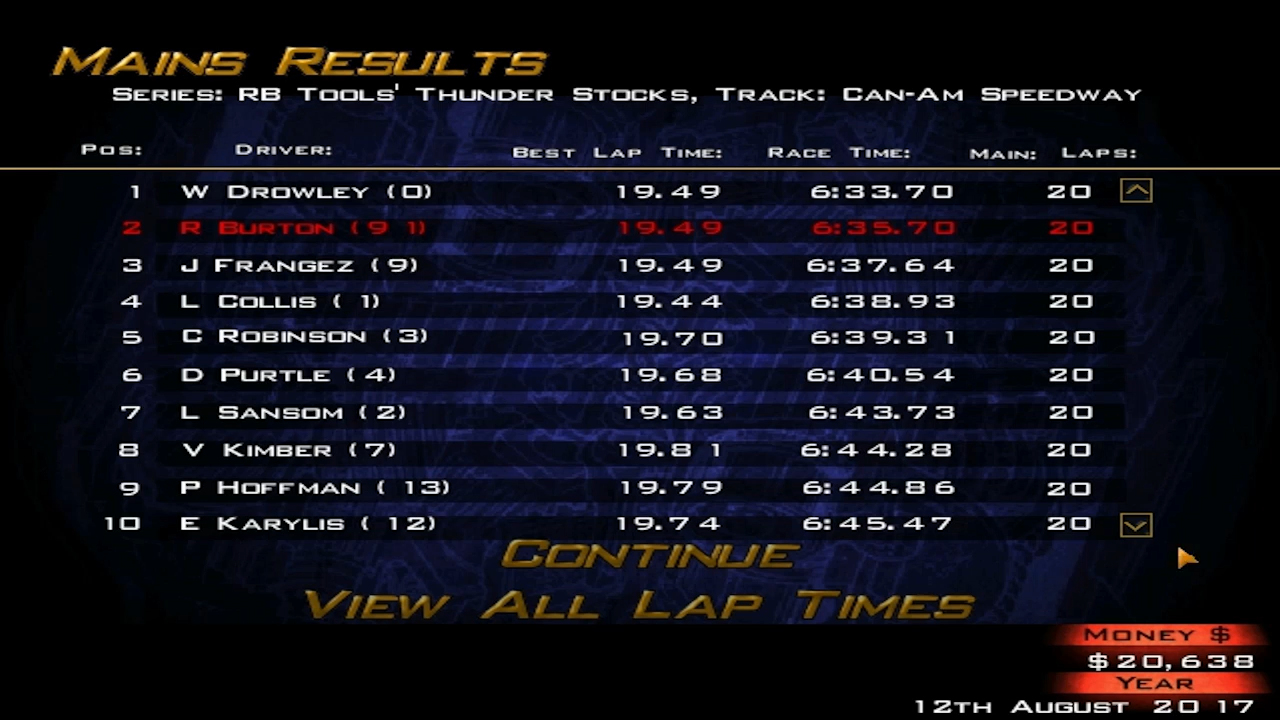 Mains Results
Series: RB Tools' Thunder Stocks, Track: Can-Am Speedway
Pos: Driver: Best Lap Time: Race Time: Main: Laps:
1 W Drowley (0) 19.49 6:33.70 20
2 R Burton (91) 19.49 6:35.70 20
3 J Frangez (9) 19.49 6:37.64 20
4 L Collis (1) 19.44 6:38.93 20
5 C Robinson (3) 19.70 6:39.31 20
6 D Purtle (4) 19.68 6:40.54 20
7 L Sansom (2) 19.63 6:43.73 20
8 V Kimber (7) 19.81 6:44.28 20
9 P Hoffman (13) 19.79 6:44.86 20
10 E Karylis (12) 19.74 6:45.47 20
Continue
View All Lap Times
Money $
$20,638
Year
12th August 2017